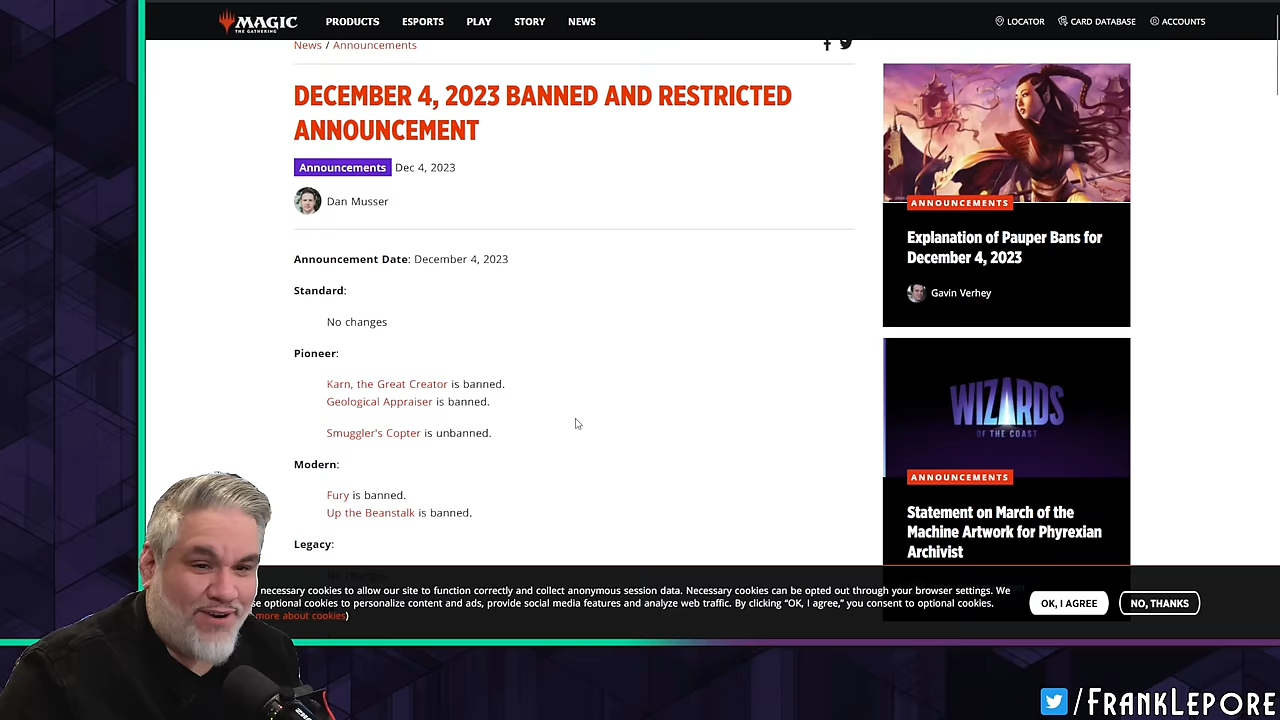 MAGIC
THE GATHERING
PRODUCTS
ESPORTS
PLAY
STORY
NEWS
LOCATOR
CARD DATABASE
ACCOUNTS
News / Announcements
DECEMBER 4, 2023 BANNED AND RESTRICTED
ANNOUNCEMENT
Announcements Dec 4, 2023
Dan Musser
Announcement Date: December 4, 2023
Standard:
No changes
Pioneer:
Karn, the Great Creator is banned.
Geological Appraiser is banned.
Smuggler's Copter is unbanned.
Modern:
Fury is banned.
Up the Beanstalk is banned.
Legacy:
ANNOUNCEMENTS
Explanation of Pauper Bans for
December 4, 2023
Gavin Verhey
WIZARDS
OF THE COAST
ANNOUNCEMENTS
Statement on March of the
Machine Artwork for Phyrexian
Archivist
necessary cookies to allow our site to function correctly and collect anonymous session data. Necessary cookies can be opted out through your browser settings. We
optional cookies to personalize content and ads, provide social media features and analyze web traffic. By clicking "OK, I agree," you consent to optional cookies.
more about cookies)
OK, I AGREE
NO, THANKS
/FRANKLEPORE